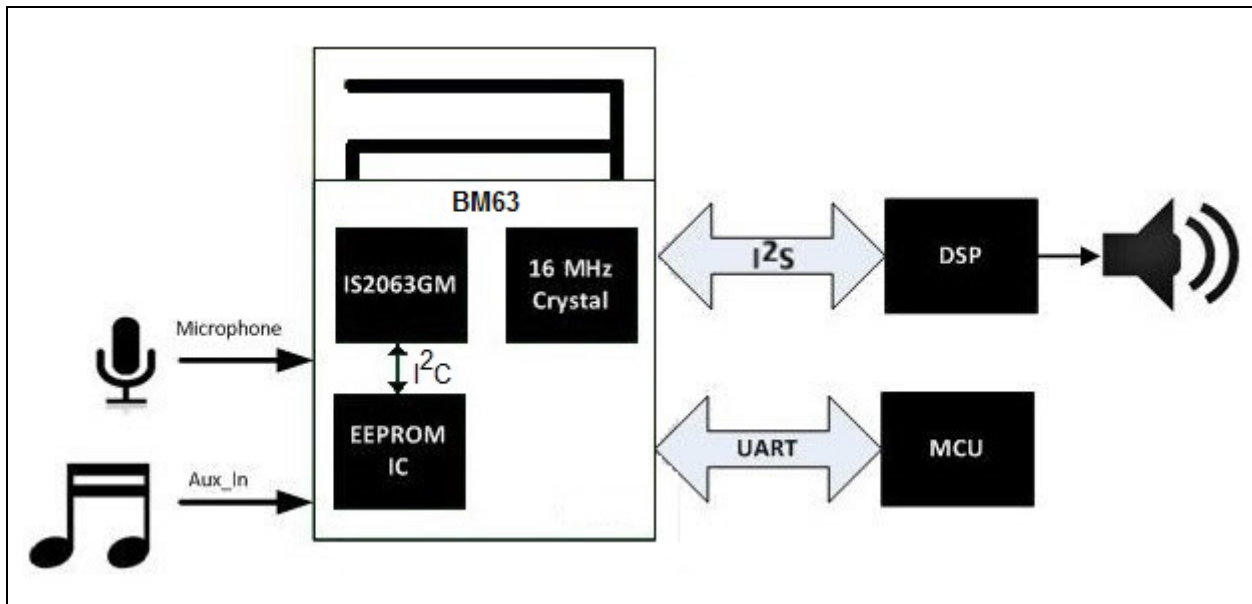 BM63
IS2063GM
16 MHz
Crystal
I²S
DSP
Microphone
I²C
EEPROM
IC
UART
MCU
Aux_In